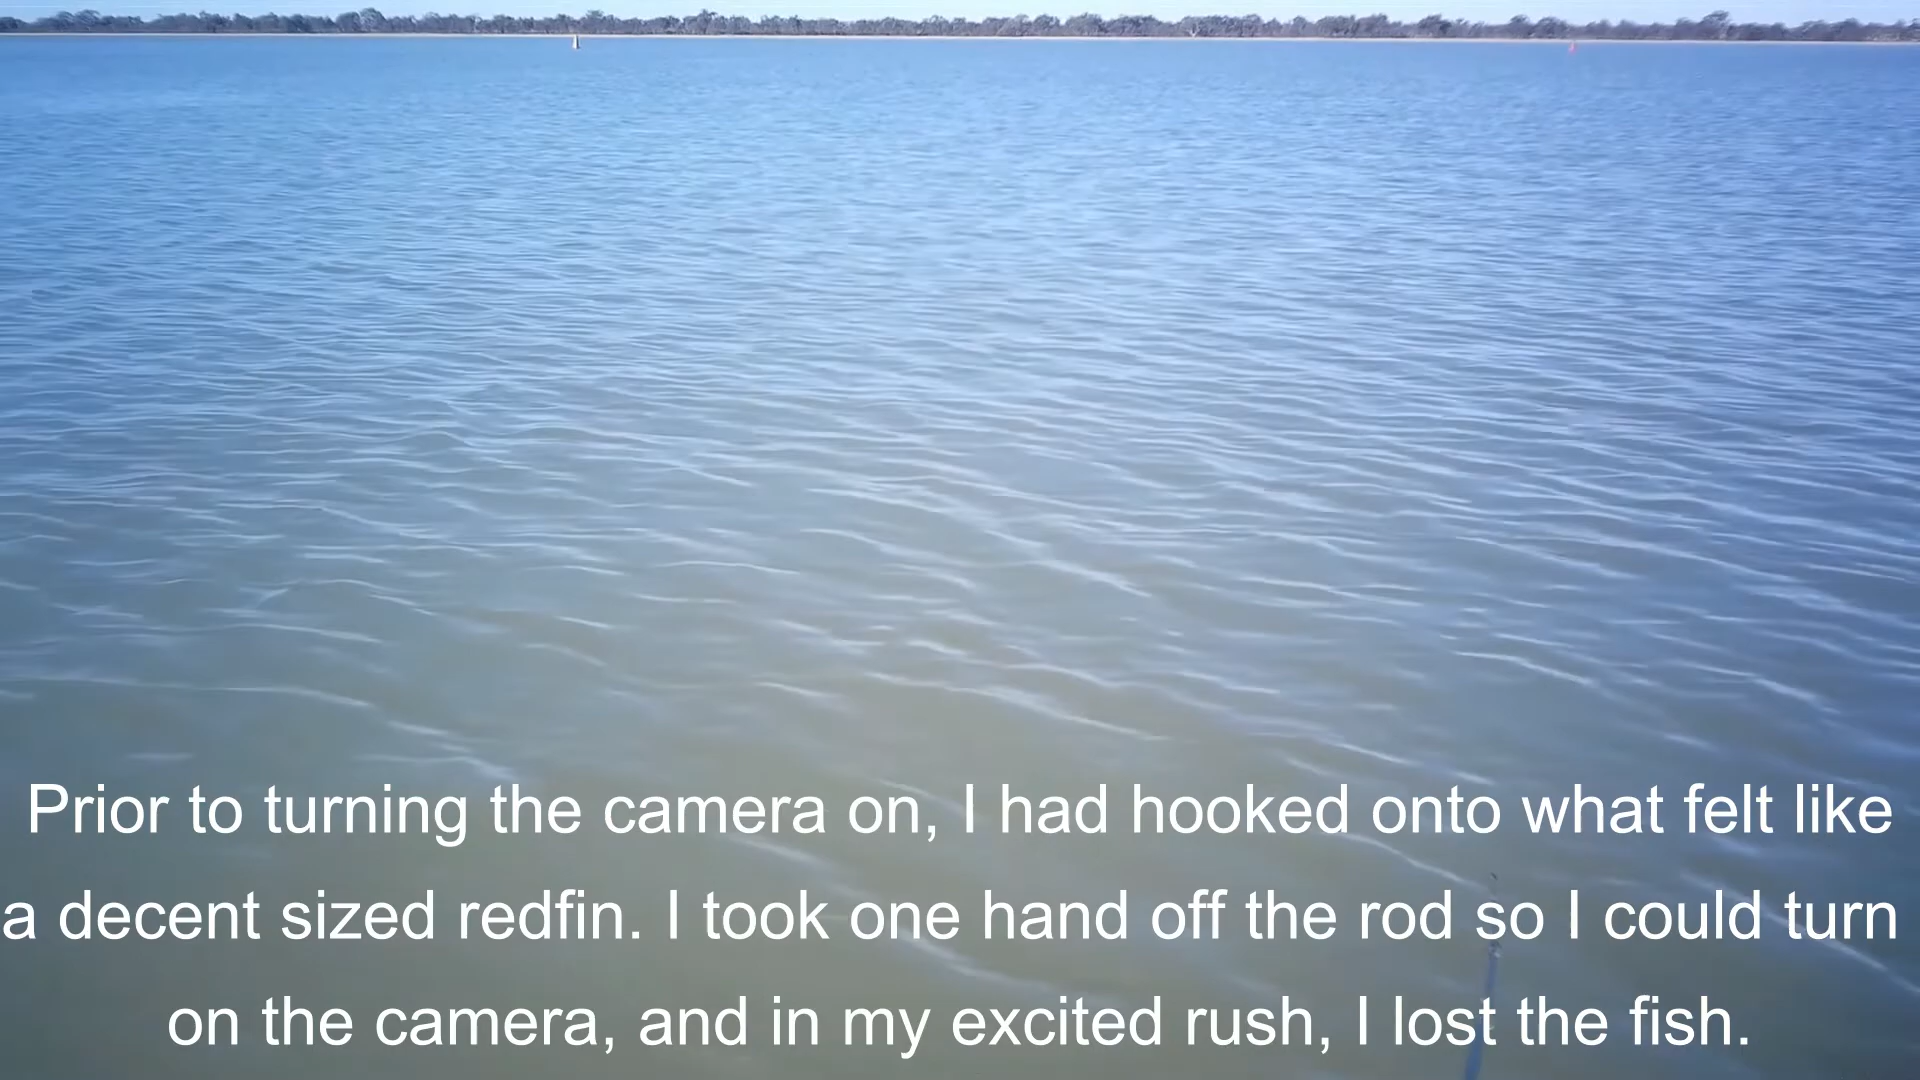 Prior to turning the camera on, I had hooked onto what felt like
a decent sized redfin. I took one hand off the rod so I could turn
on the camera, and in my excited rush, I lost the fish.